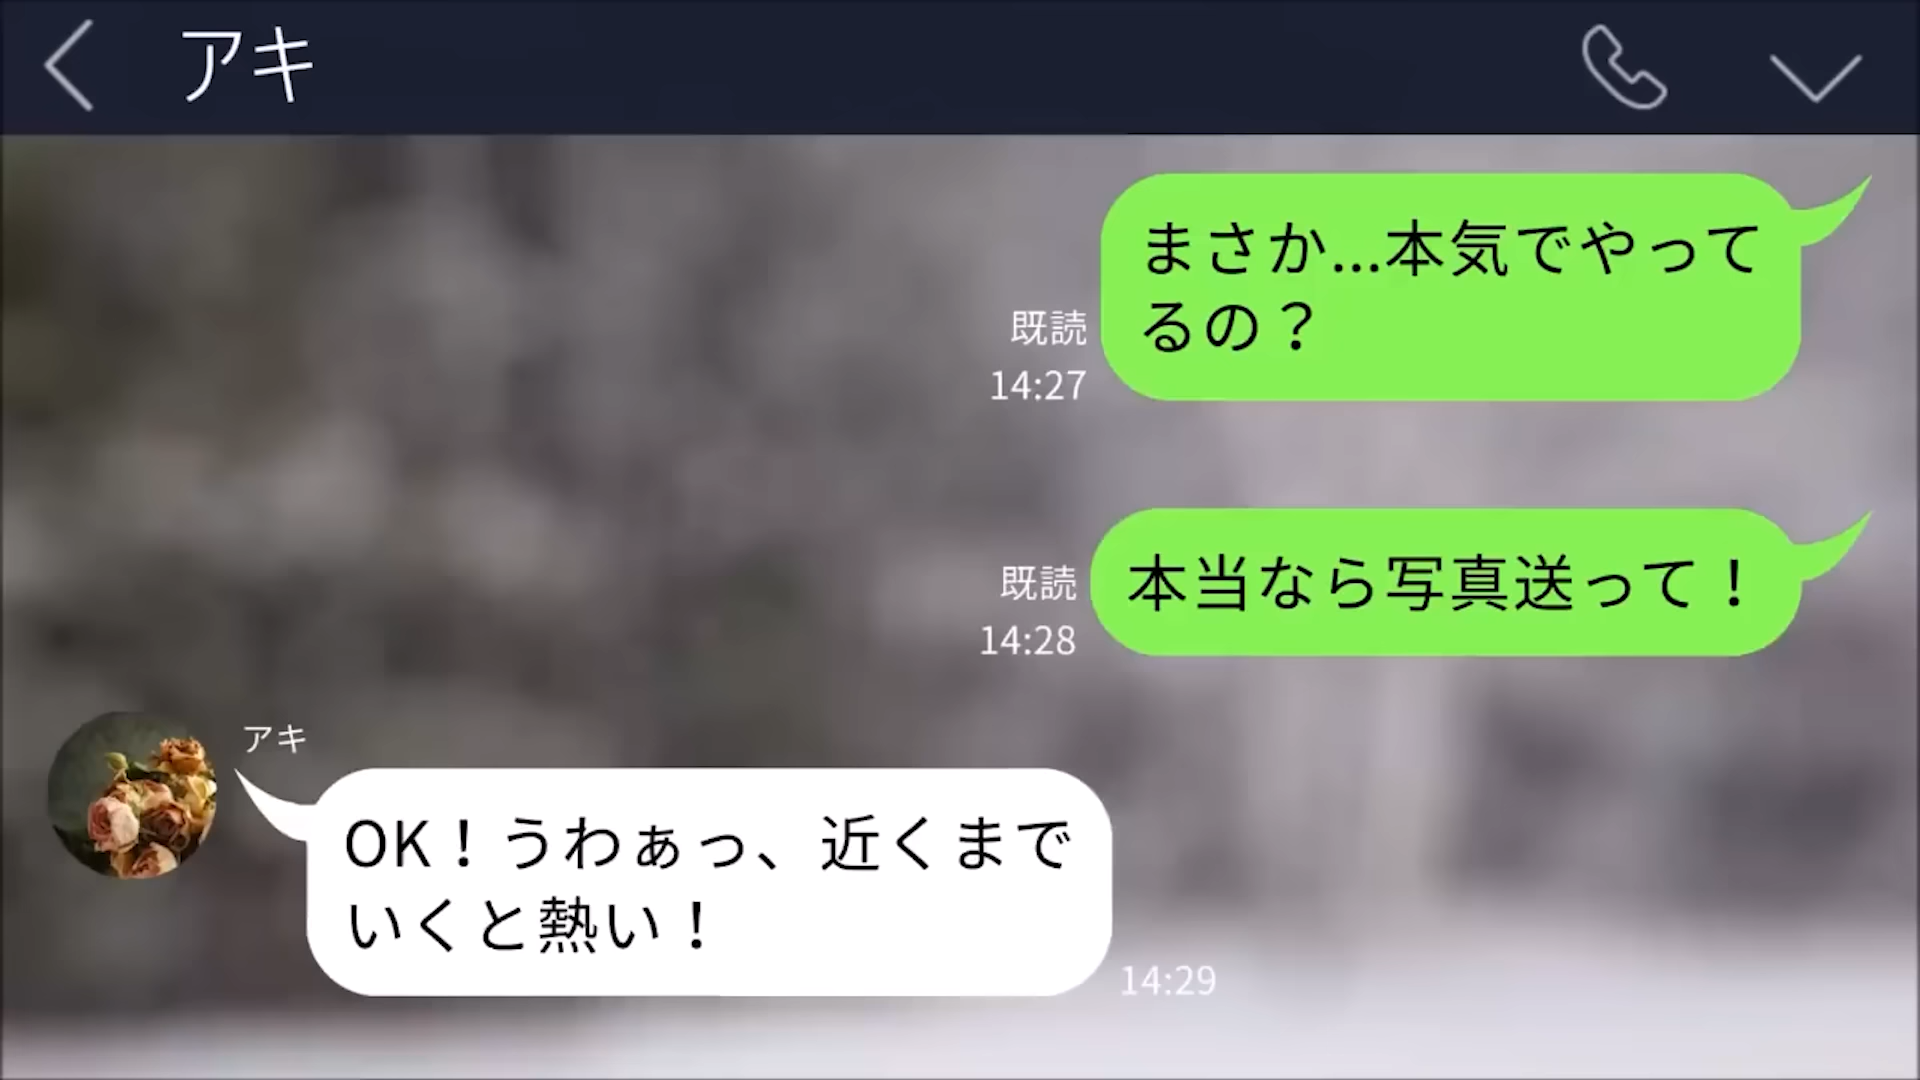 アキ
まさか...本気でやって
るの？
既読
14:27
本当なら写真送って！
既読
14:28
アキ
OK！うわぁっ、近くまで
いくと熱い！
14:29